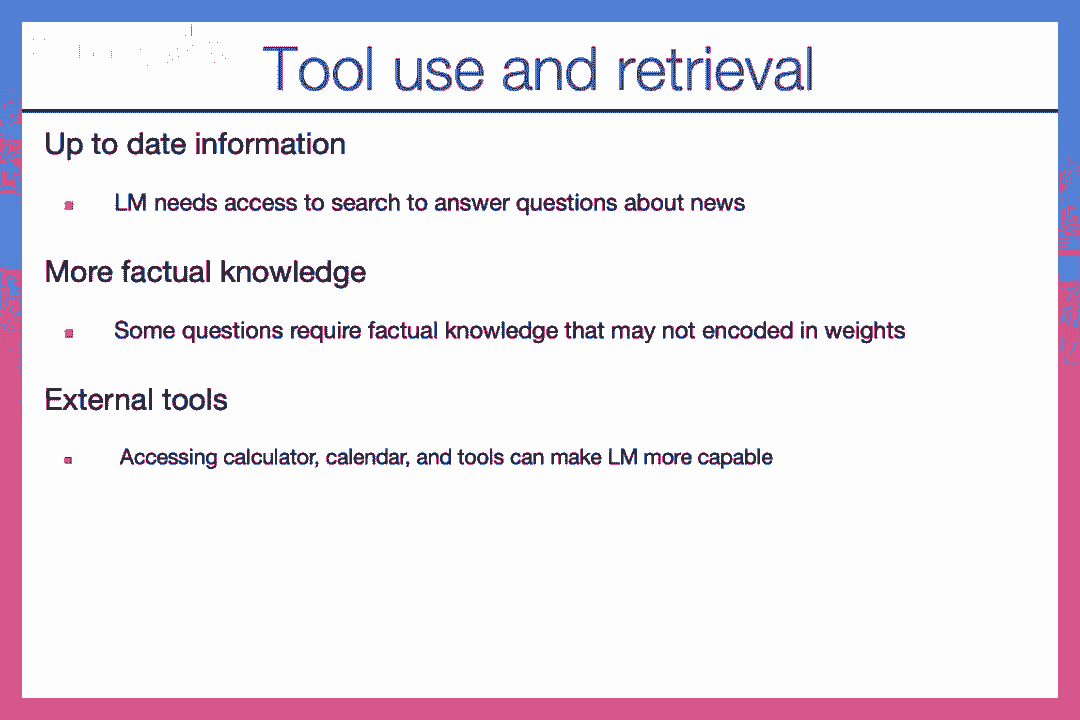 Tool use and retrieval
Up to date information
LM needs access to search to answer questions about news
More factual knowledge
Some questions require factual knowledge that may not encoded in weights
External tools
Accessing calculator, calendar, and tools can make LM more capable